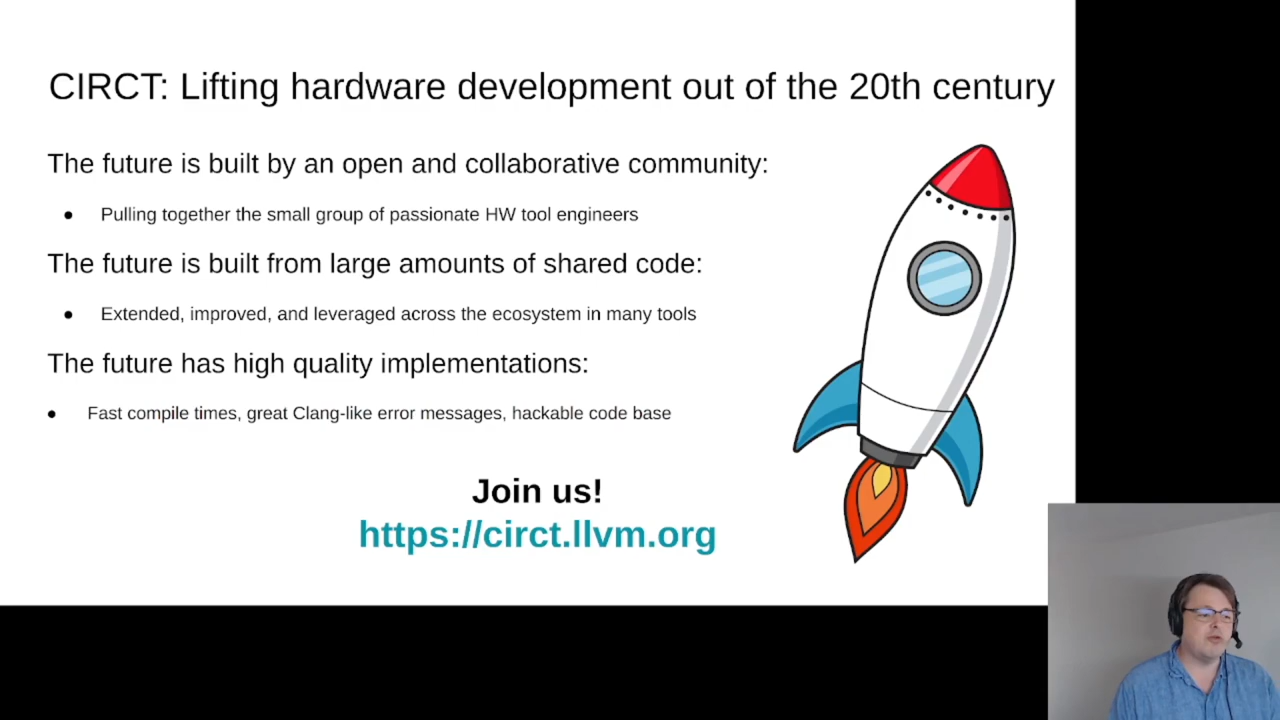 CIRCT: Lifting hardware development out of the 20th century
The future is built by an open and collaborative community:
● Pulling together the small group of passionate HW tool engineers
The future is built from large amounts of shared code:
● Extended, improved, and leveraged across the ecosystem in many tools
The future has high quality implementations:
● Fast compile times, great Clang-like error messages, hackable code base
Join us!
https://circt.llvm.org